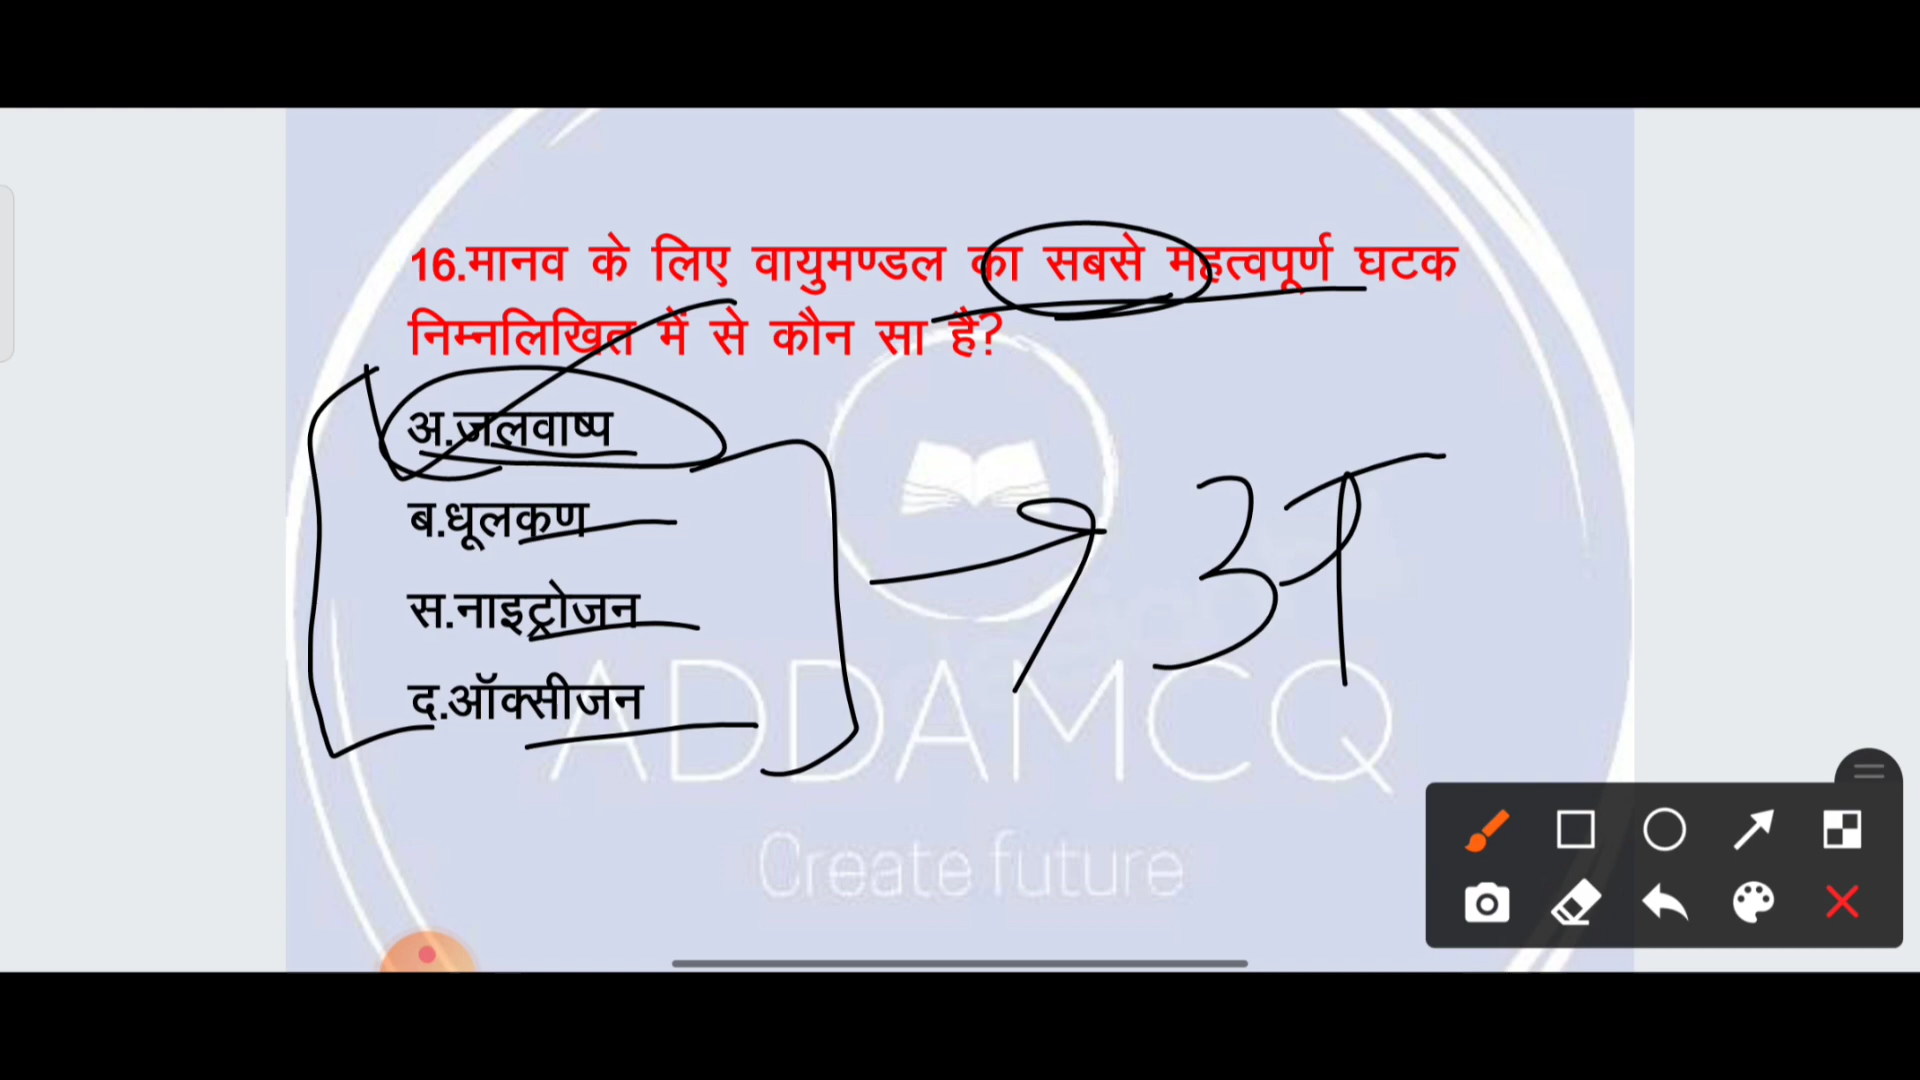 16.मानव के लिए वायुमण्डल का सबसे महत्वपूर्ण घटक
निम्नलिखित में से कौन सा है?
अ.जलवाष्प
ब.धूलकण
स.नाइट्रोजन
द.ऑक्सीजन
अ
ADDAMCQ
Create future